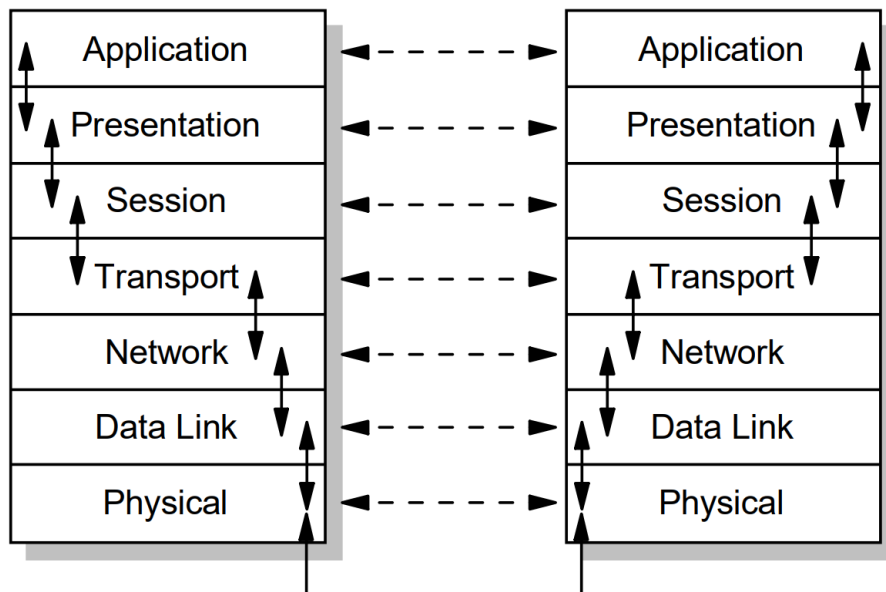 Application Application
Presentation Presentation
Session Session
Transport Transport
Network Network
Data Link Data Link
Physical Physical